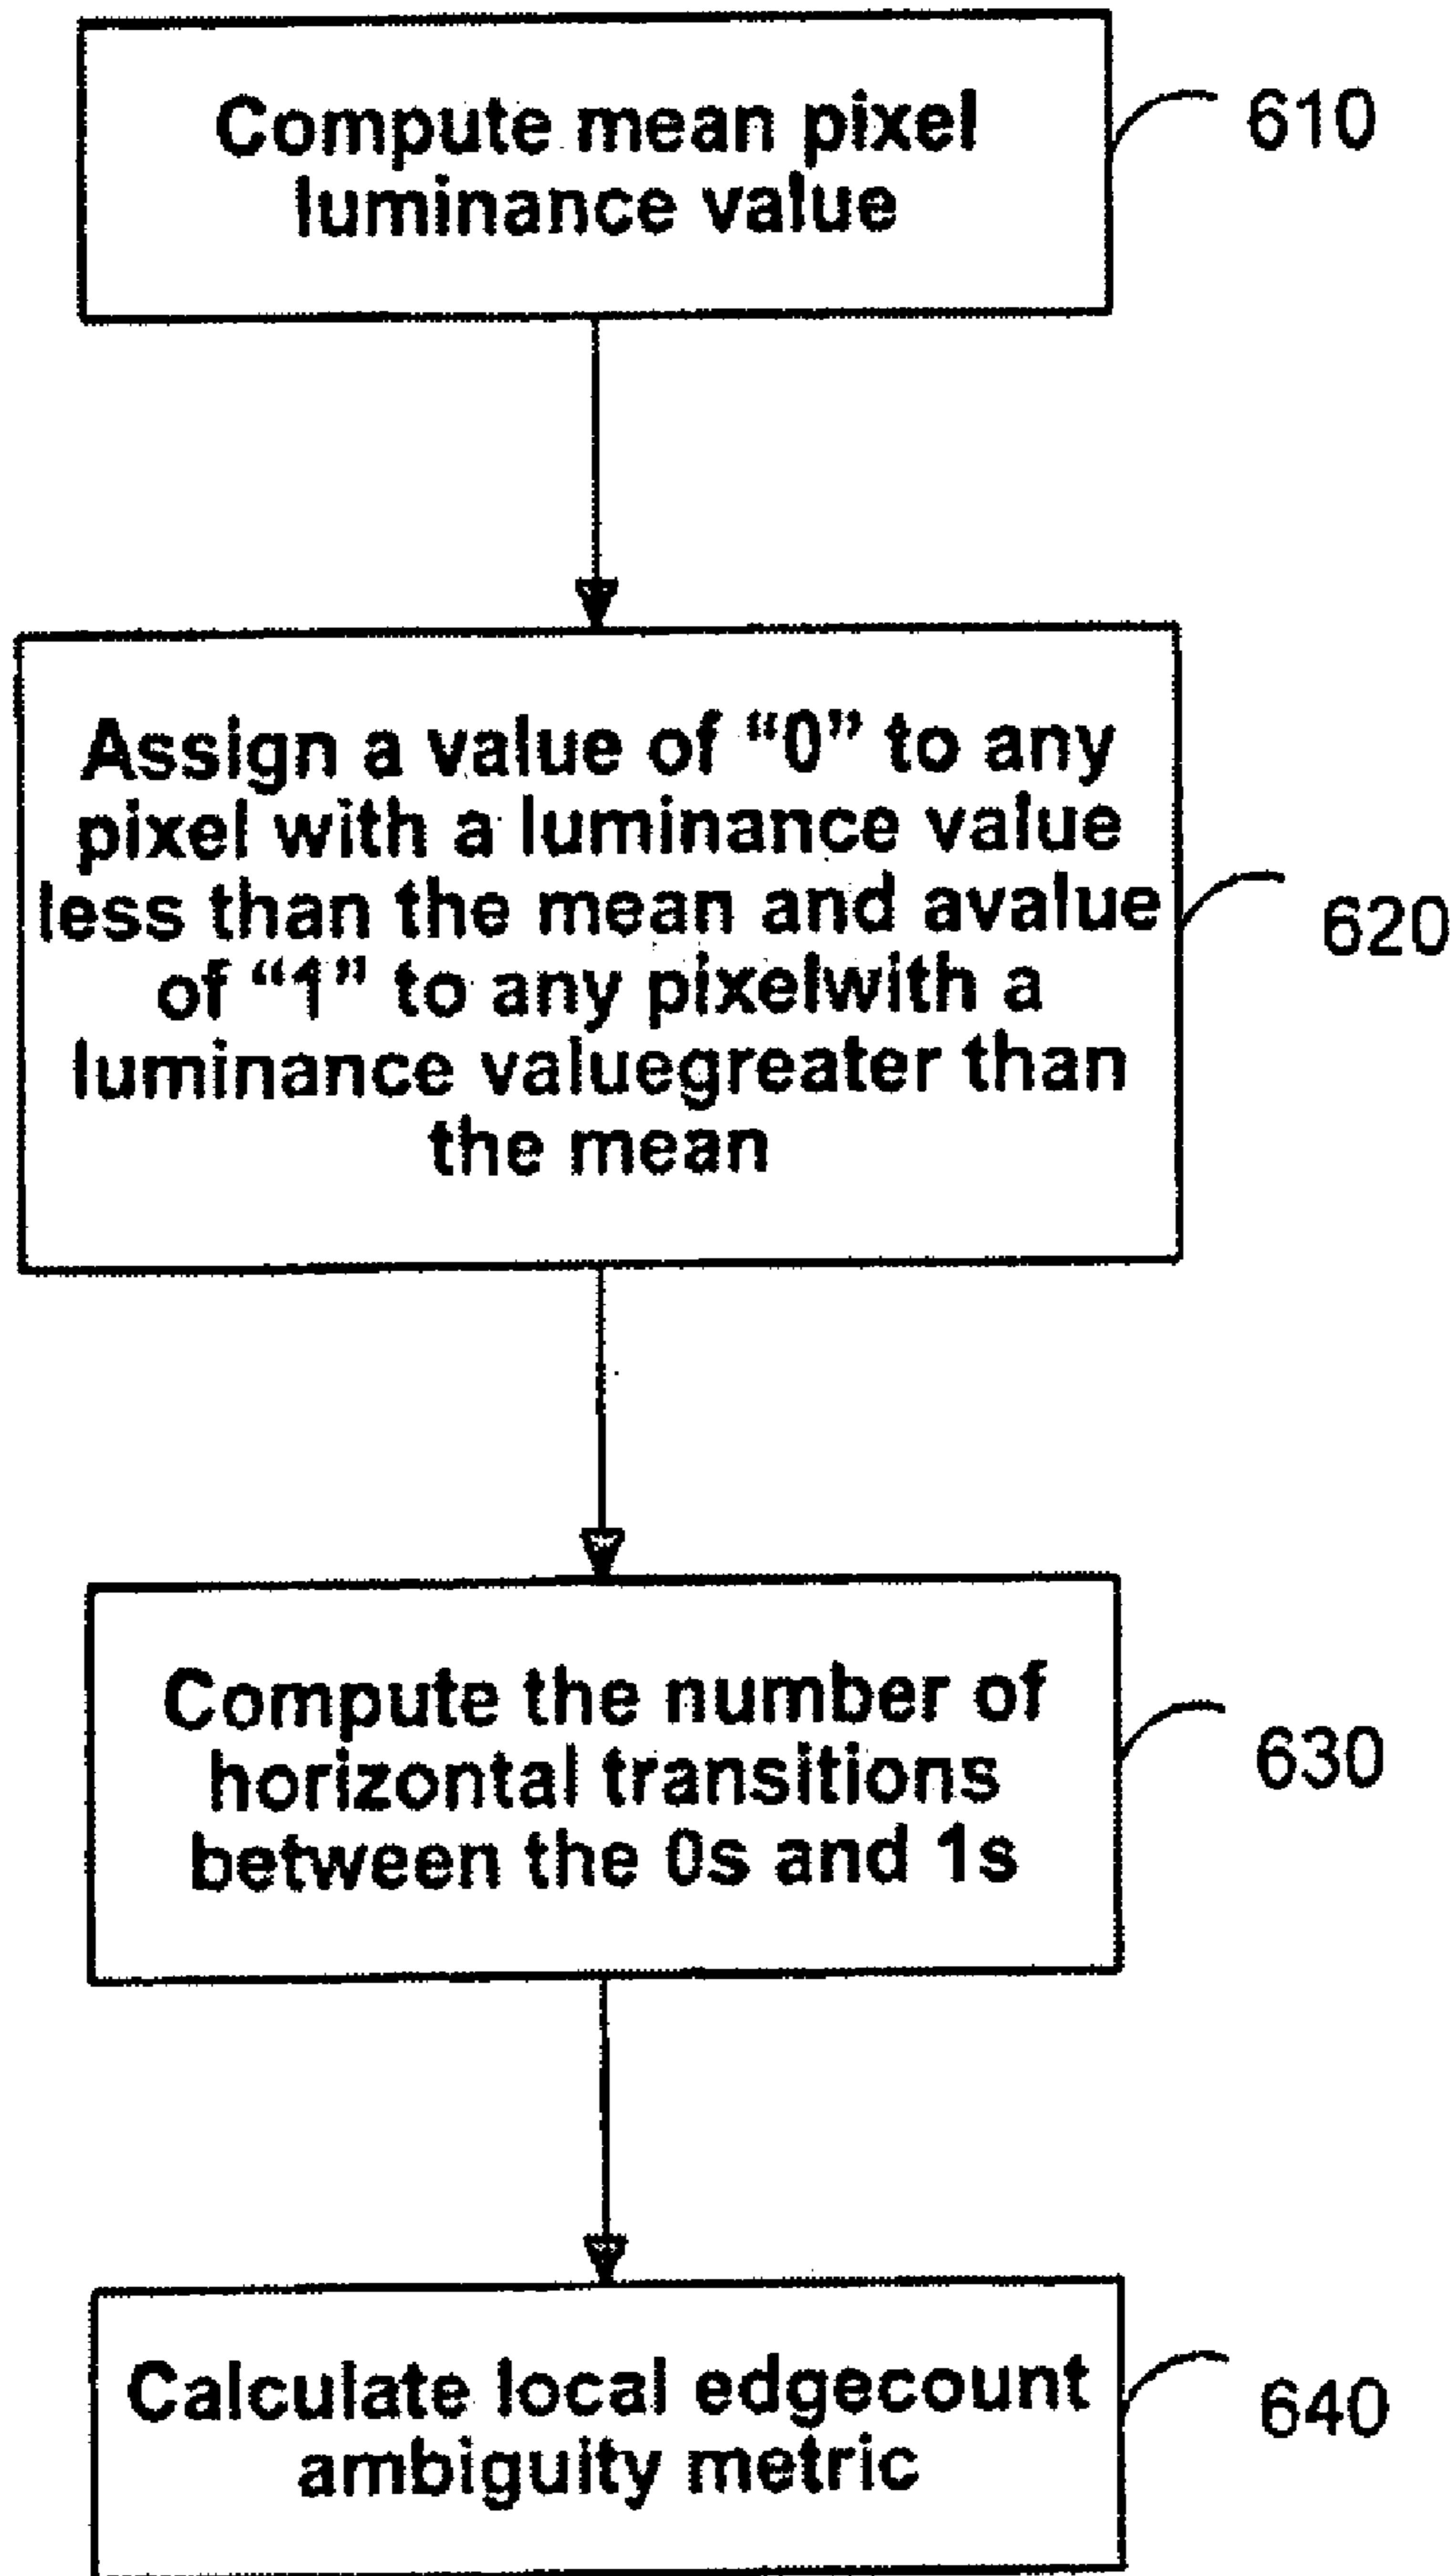 Compute mean pixel
luminance value
610
Assign a value of “0” to any
pixel with a luminance value
less than the mean and avalue
of “1” to any pixelwith a
luminance valuegreater than
the mean
620
Compute the number of
horizontal transitions
between the 0s and 1s
630
Calculate local edgecount
ambiguity metric
640